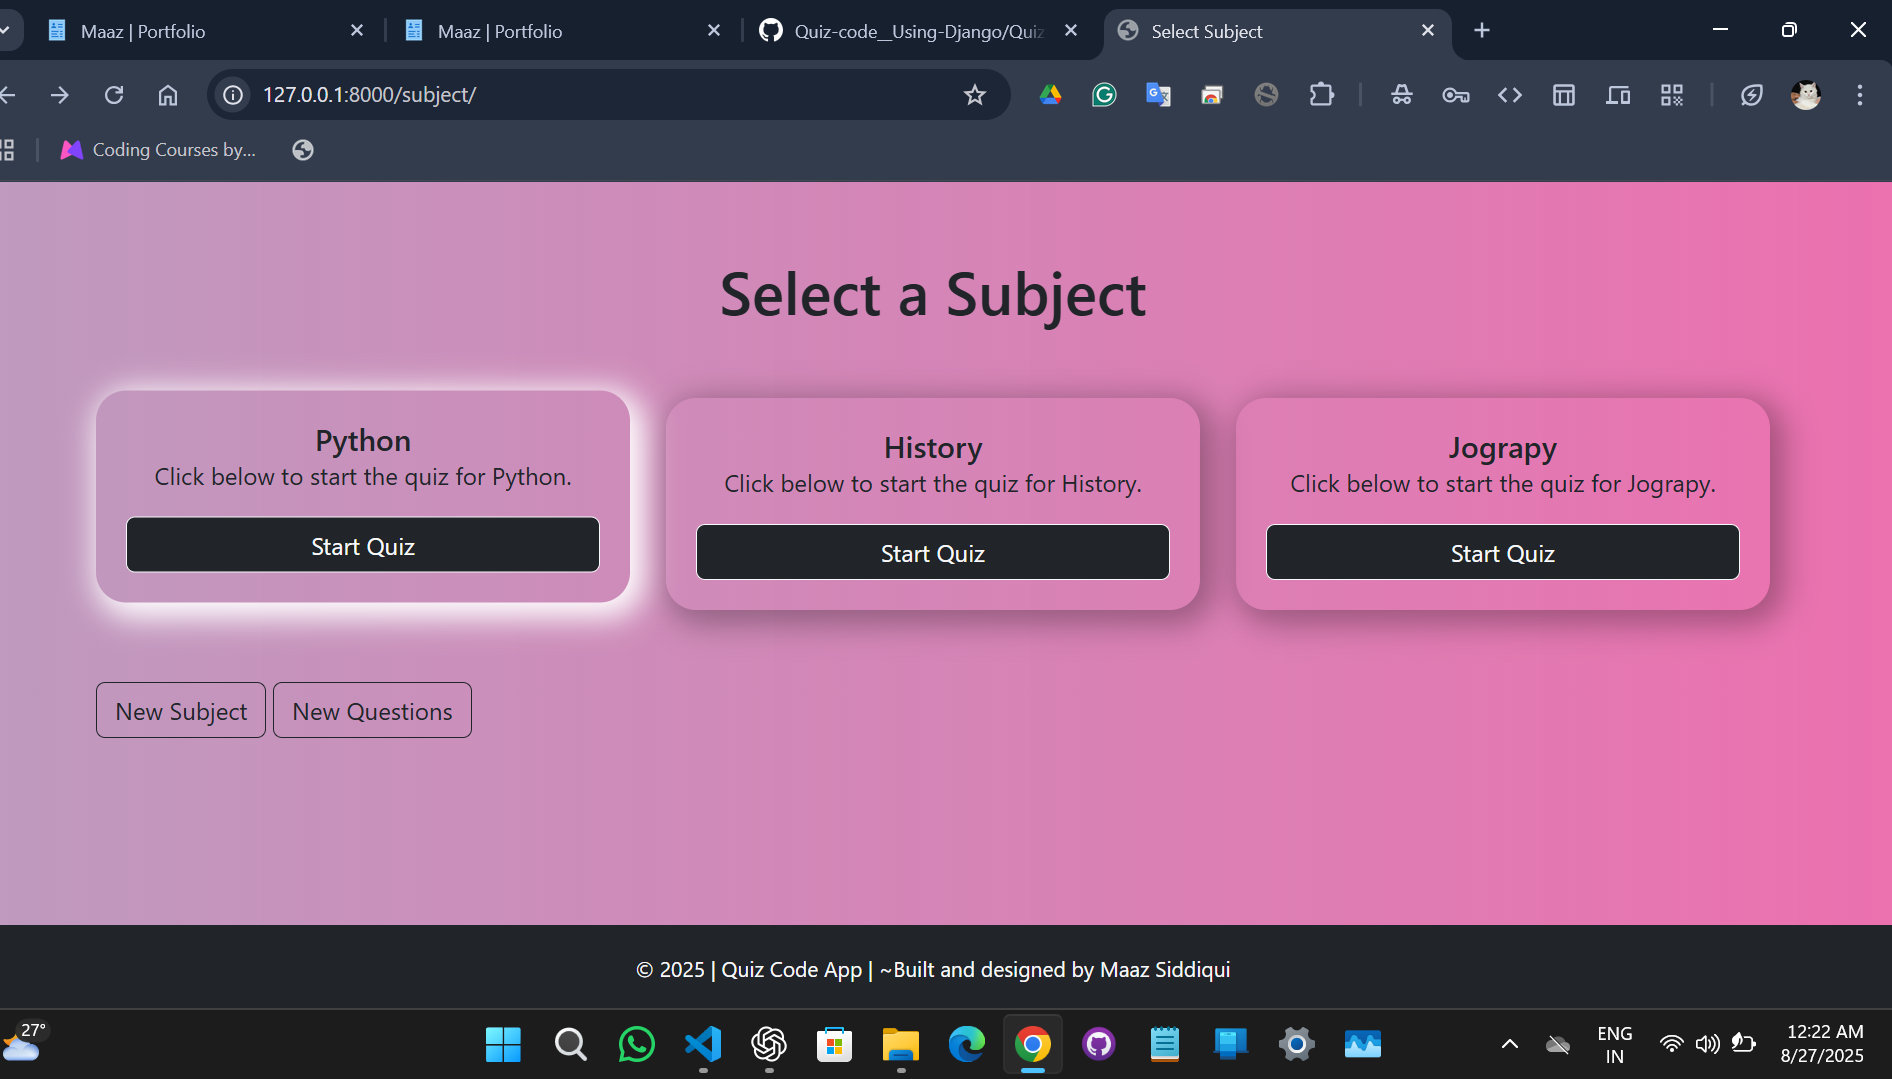 Maaz | Portfolio
Maaz | Portfolio
Quiz-code__Using-Django/Quiz
Select Subject
127.0.0.1:8000/subject/
Coding Courses by...
Select a Subject
Python
Click below to start the quiz for Python.
Start Quiz
History
Click below to start the quiz for History.
Start Quiz
Jograpy
Click below to start the quiz for Jograpy.
Start Quiz
New Subject
New Questions
© 2025 | Quiz Code App | ~Built and designed by Maaz Siddiqui
27°
ENG
IN
12:22 AM
8/27/2025